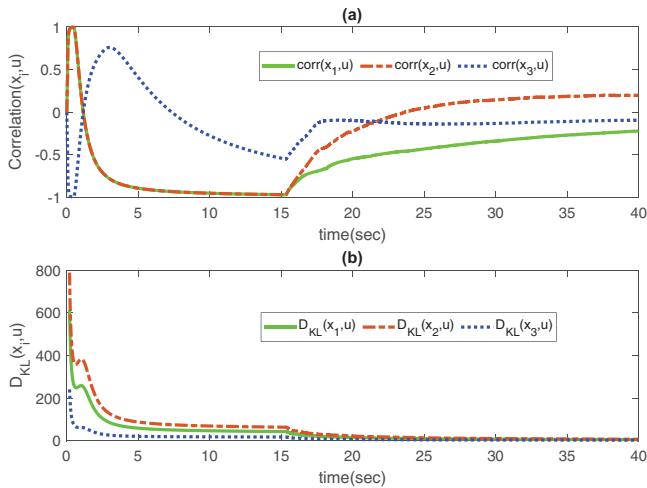 (a)
Correlation(x_i,u)
1
0.5
0
-0.5
-1
corr(x_1,u) corr(x_2,u) corr(x_3,u)
0 5 10 15 20 25 30 35 40
time(sec)
(b)
D_KL(x_i,u)
800
600
400
200
0
D_KL(x_1,u) D_KL(x_2,u) D_KL(x_3,u)
0 5 10 15 20 25 30 35 40
time(sec)